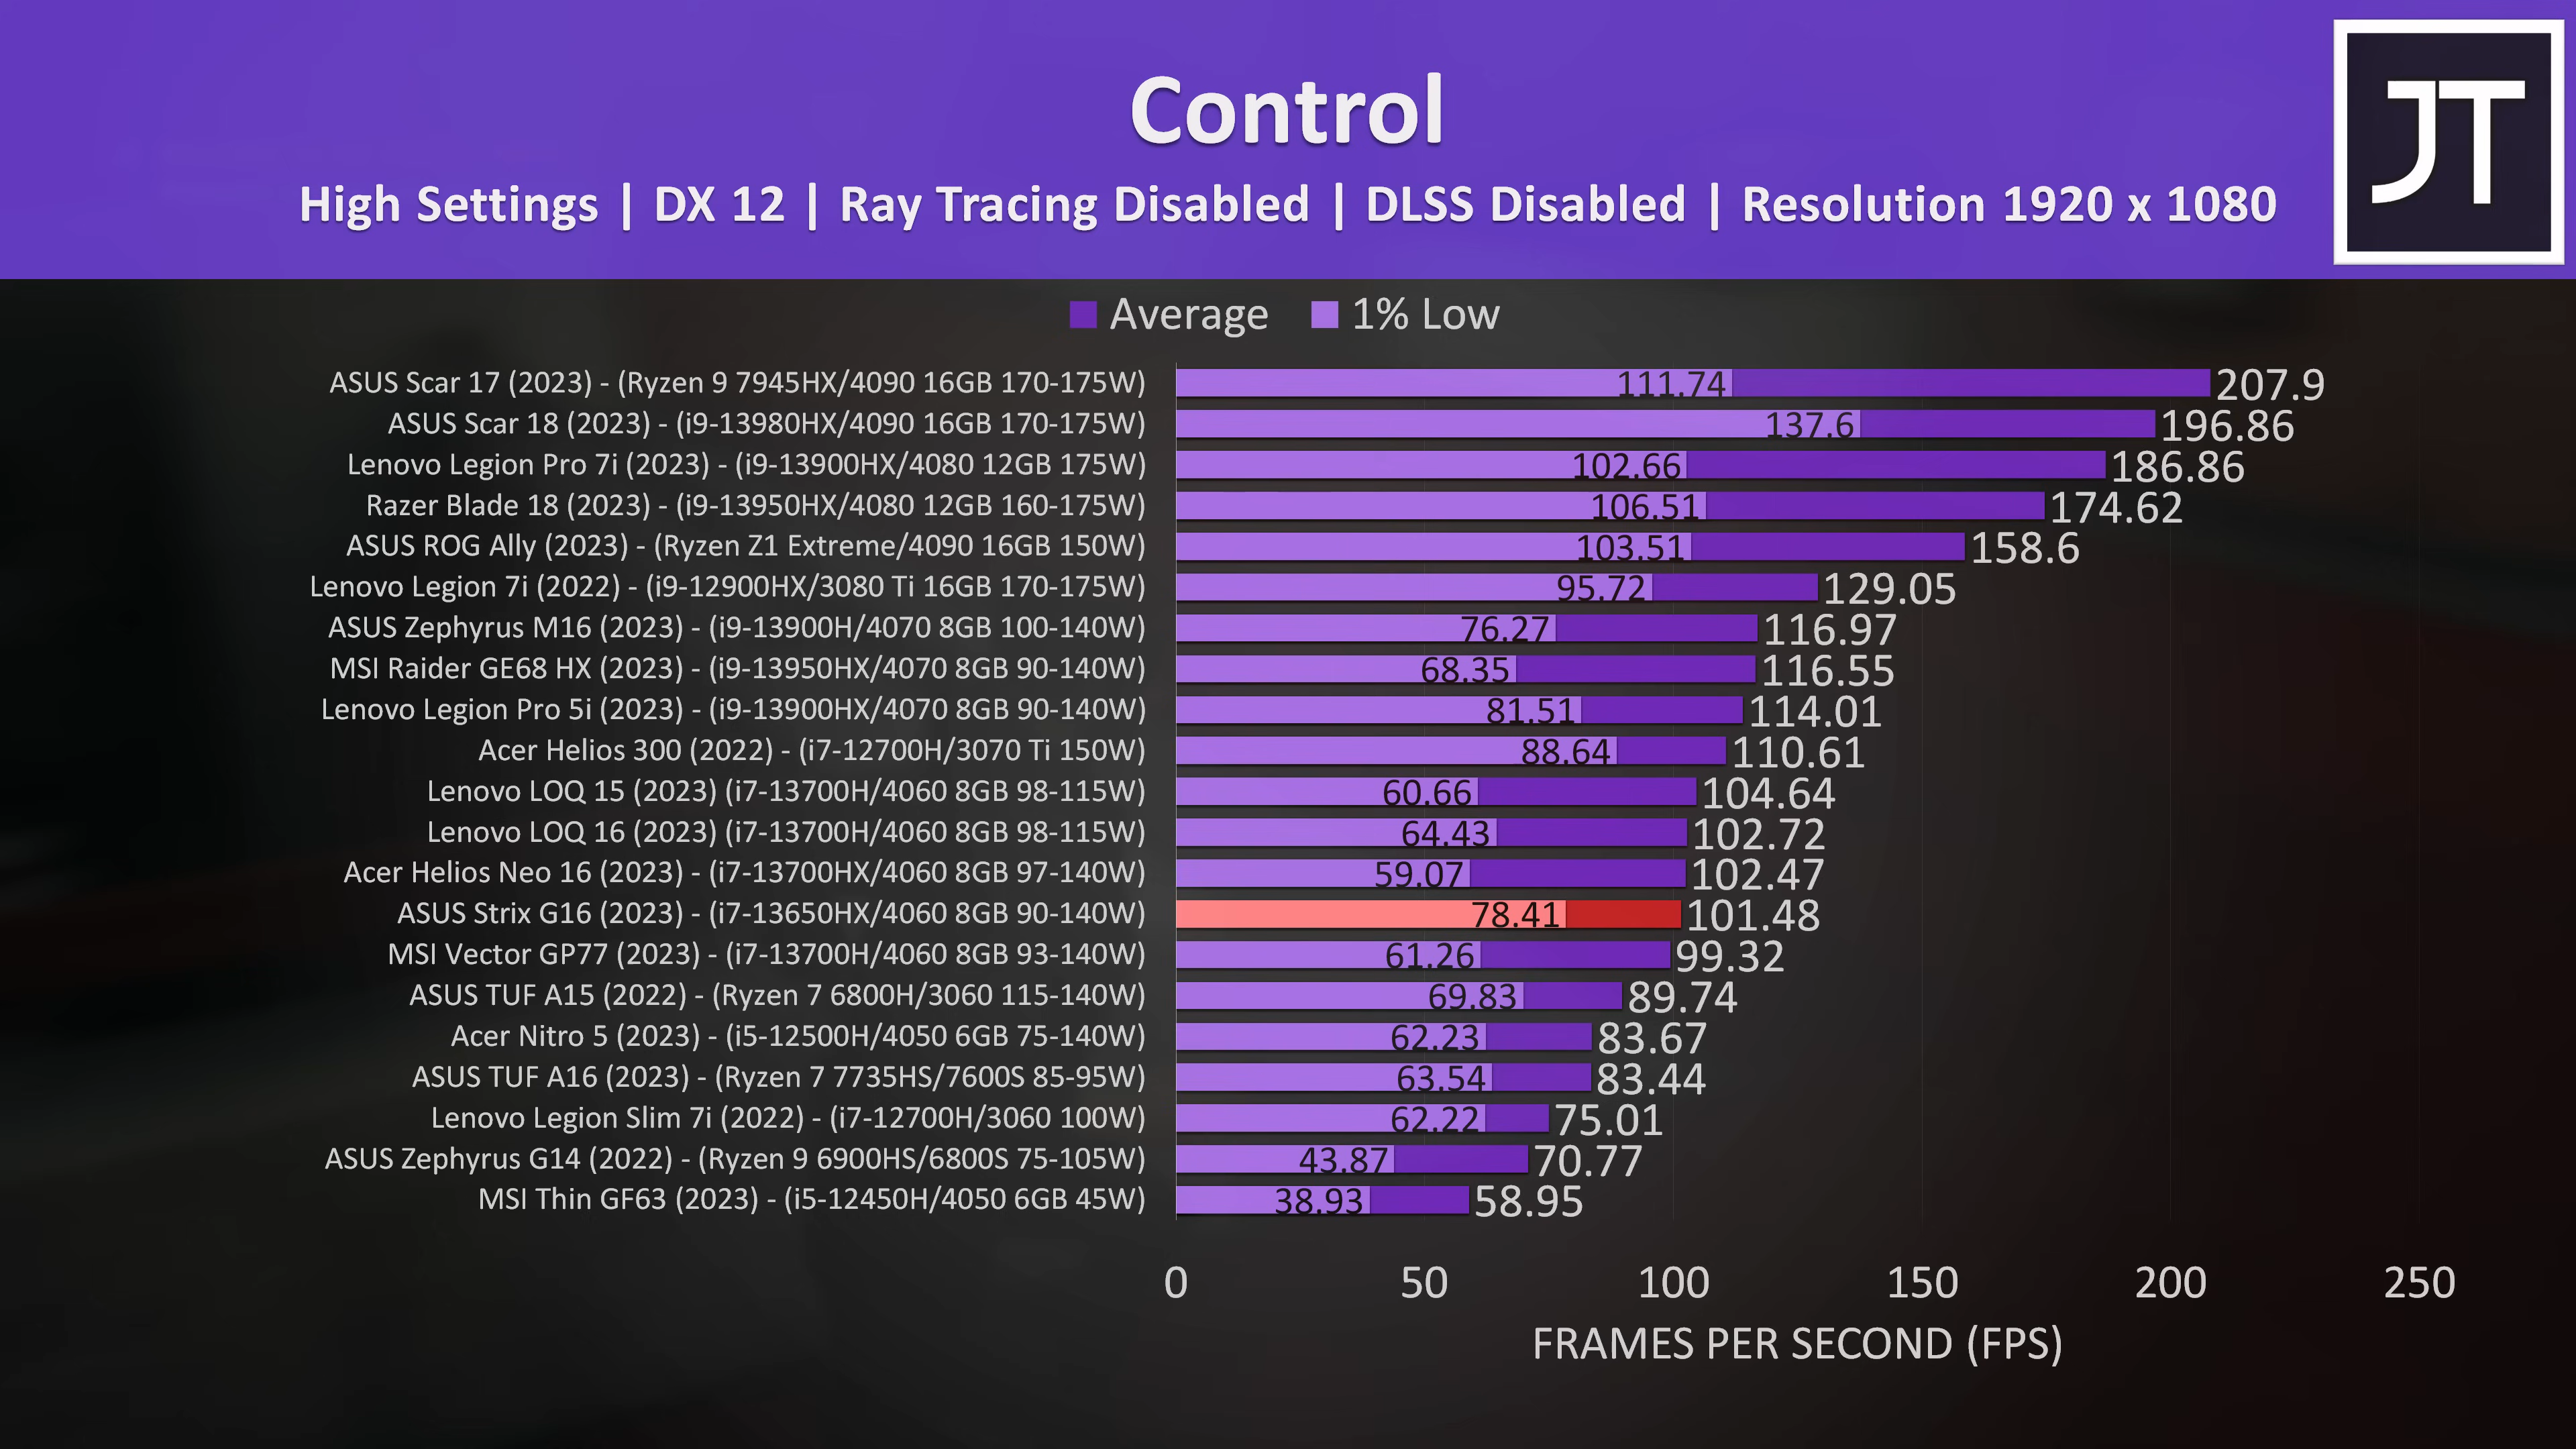 Control
High Settings | DX 12 | Ray Tracing Disabled | DLSS Disabled | Resolution 1920 x 1080
JT
Average 1% Low
ASUS Scar 17 (2023) - (Ryzen 9 7945HX/4090 16GB 170-175W) 111.74 207.9
ASUS Scar 18 (2023) - (i9-13980HX/4090 16GB 170-175W) 137.6 196.86
Lenovo Legion Pro 7i (2023) - (i9-13900HX/4080 12GB 175W) 102.66 186.86
Razer Blade 18 (2023) - (i9-13950HX/4080 12GB 160-175W) 106.51 174.62
ASUS ROG Ally (2023) - (Ryzen Z1 Extreme/4090 16GB 150W) 103.51 158.6
Lenovo Legion 7i (2022) - (i9-12900HX/3080 Ti 16GB 170-175W) 95.72 129.05
ASUS Zephyrus M16 (2023) - (i9-13900H/4070 8GB 100-140W) 76.27 116.97
MSI Raider GE68 HX (2023) - (i9-13950HX/4070 8GB 90-140W) 68.35 116.55
Lenovo Legion Pro 5i (2023) - (i9-13900HX/4070 8GB 90-140W) 81.51 114.01
Acer Helios 300 (2022) - (i7-12700H/3070 Ti 150W) 88.64 110.61
Lenovo LOQ 15 (2023) (i7-13700H/4060 8GB 98-115W) 60.66 104.64
Lenovo LOQ 16 (2023) (i7-13700H/4060 8GB 98-115W) 64.43 102.72
Acer Helios Neo 16 (2023) - (i7-13700HX/4060 8GB 97-140W) 59.07 102.47
ASUS Strix G16 (2023) - (i7-13650HX/4060 8GB 90-140W) 78.41 101.48
MSI Vector GP77 (2023) - (i7-13700H/4060 8GB 93-140W) 61.26 99.32
ASUS TUF A15 (2022) - (Ryzen 7 6800H/3060 115-140W) 69.83 89.74
Acer Nitro 5 (2023) - (i5-12500H/4050 6GB 75-140W) 62.23 83.67
ASUS TUF A16 (2023) - (Ryzen 7 7735HS/7600S 85-95W) 63.54 83.44
Lenovo Legion Slim 7i (2022) - (i7-12700H/3060 100W) 62.22 75.01
ASUS Zephyrus G14 (2022) - (Ryzen 9 6900HS/6800S 75-105W) 43.87 70.77
MSI Thin GF63 (2023) - (i5-12450H/4050 6GB 45W) 38.93 58.95
0 50 100 150 200 250
FRAMES PER SECOND (FPS)